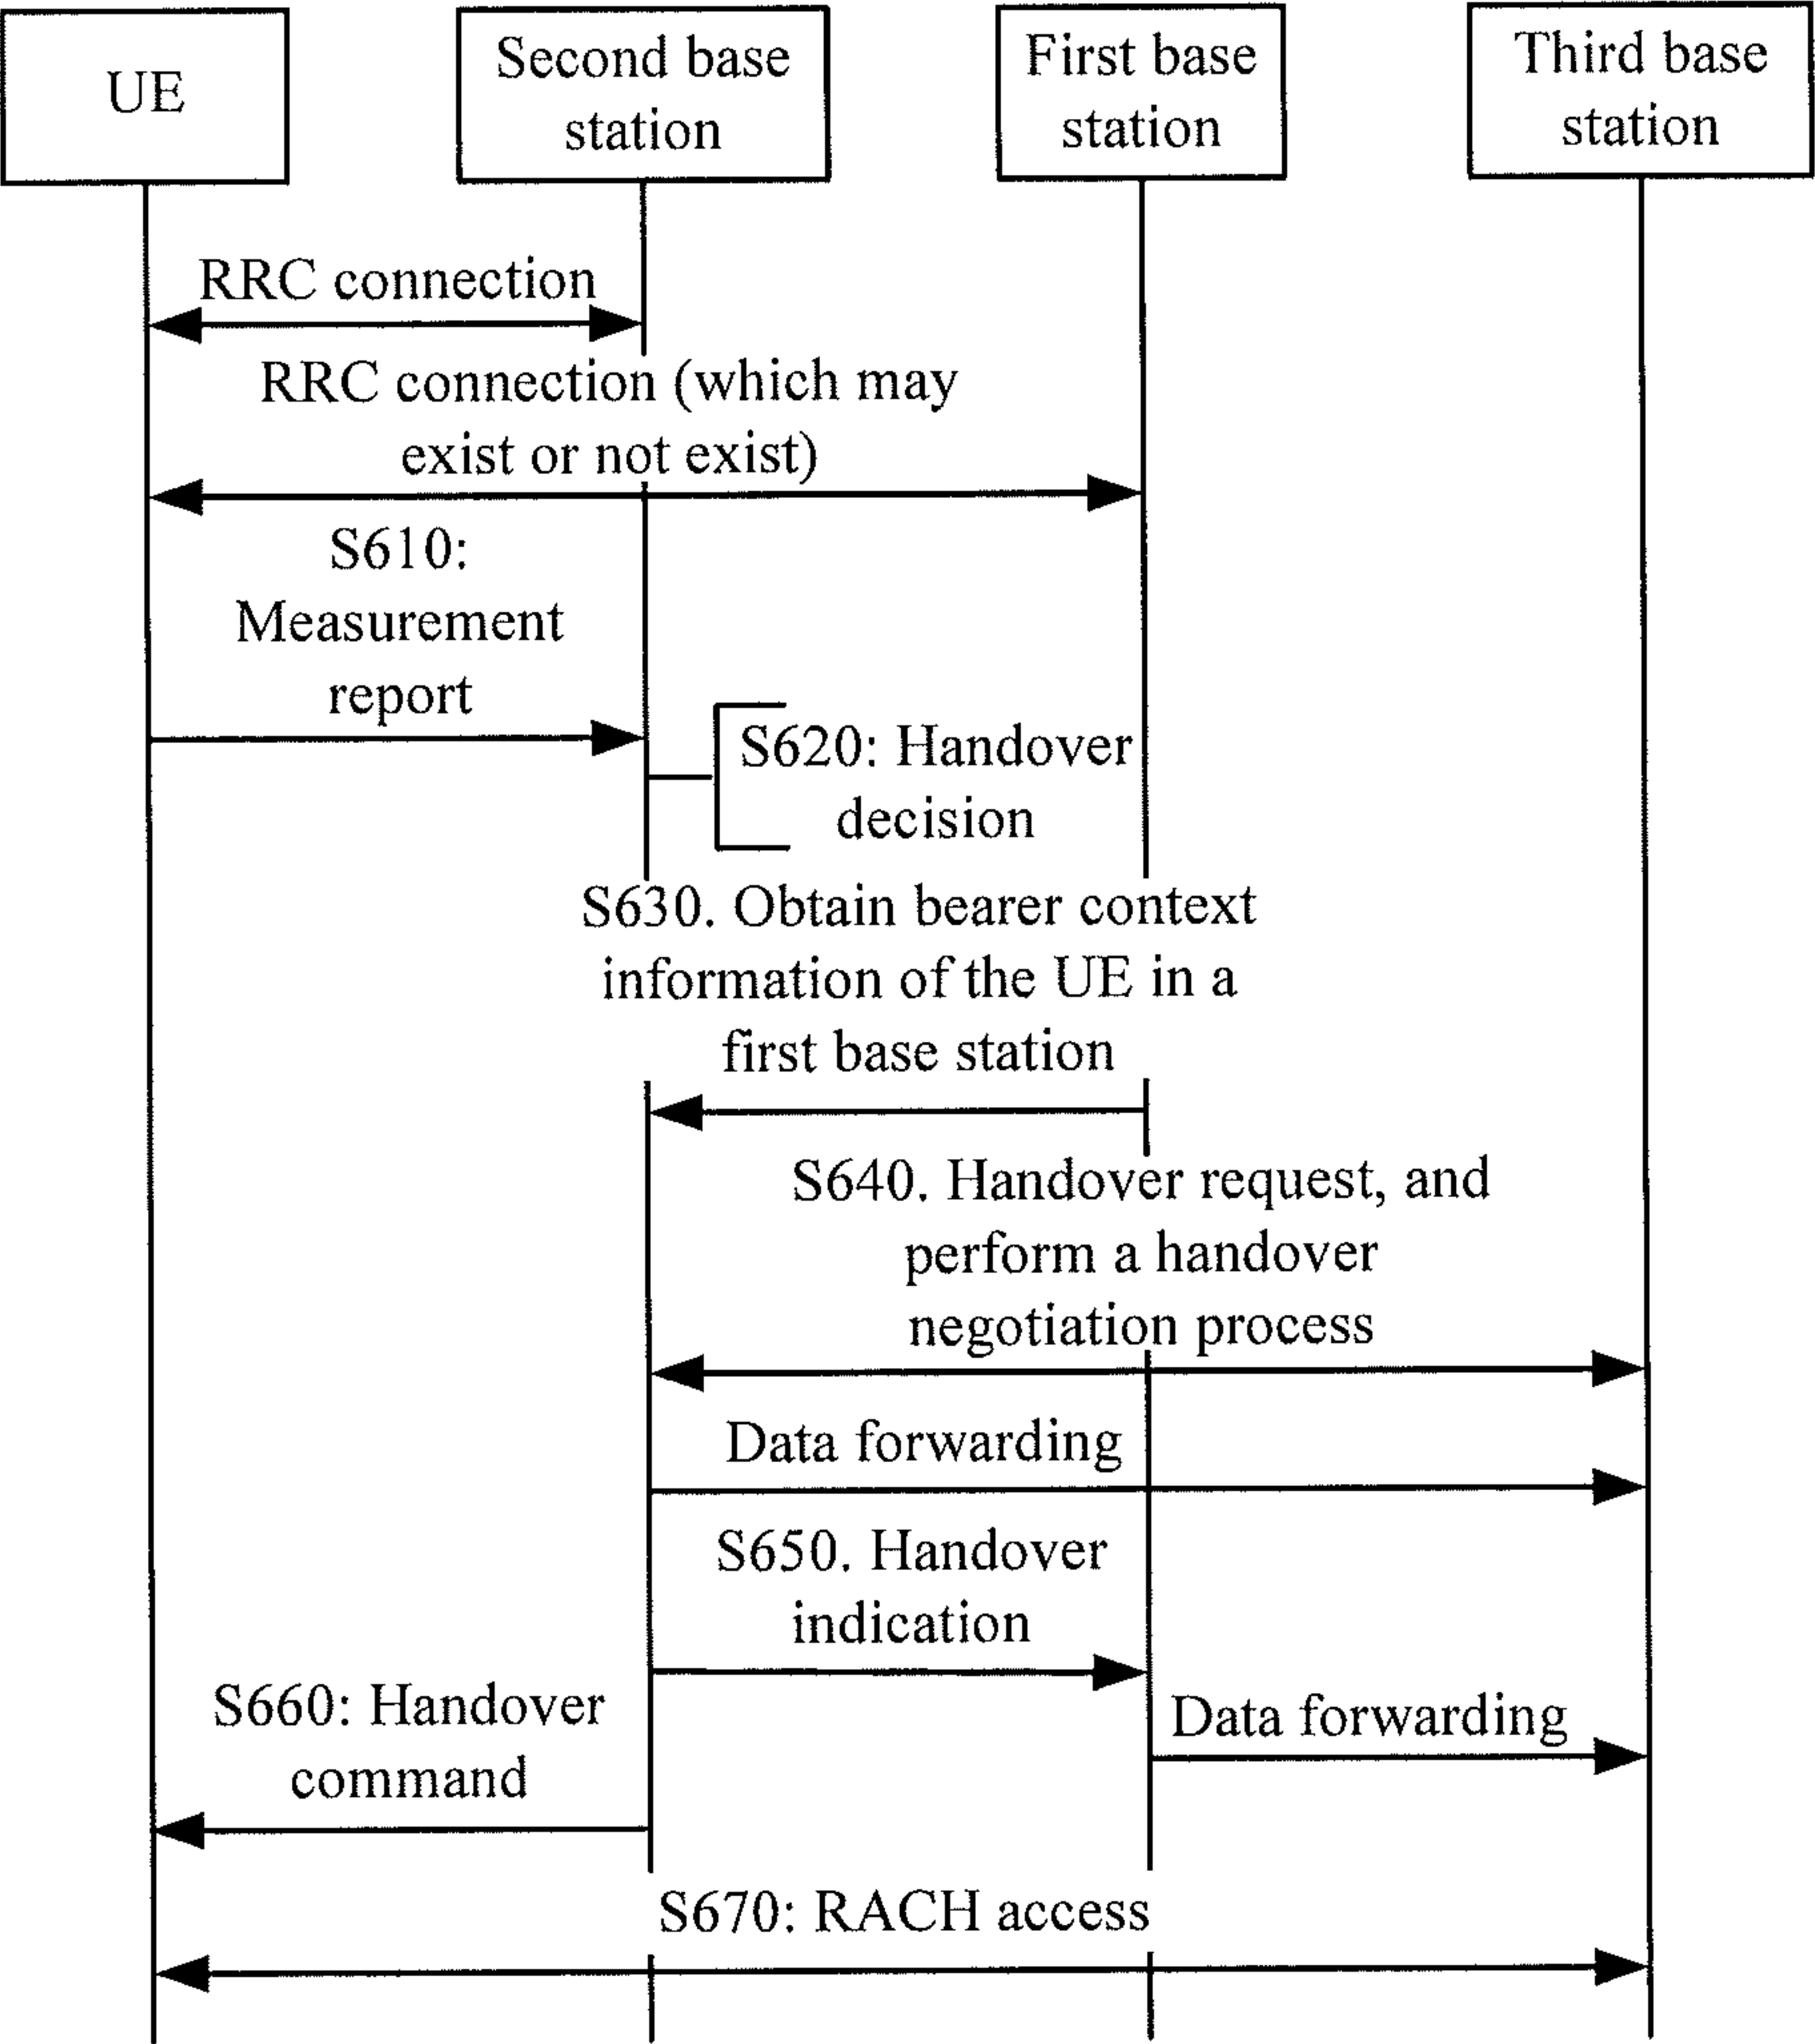 UE
Second base
station
First base
station
Third base
station
RRC connection
RRC connection (which may
exist or not exist)
S610:
Measurement
report
S620: Handover
decision
S630. Obtain bearer context
information of the UE in a
first base station
S640. Handover request, and
perform a handover
negotiation process
Data forwarding
S650. Handover
indication
S660: Handover
command
Data forwarding
S670: RACH access